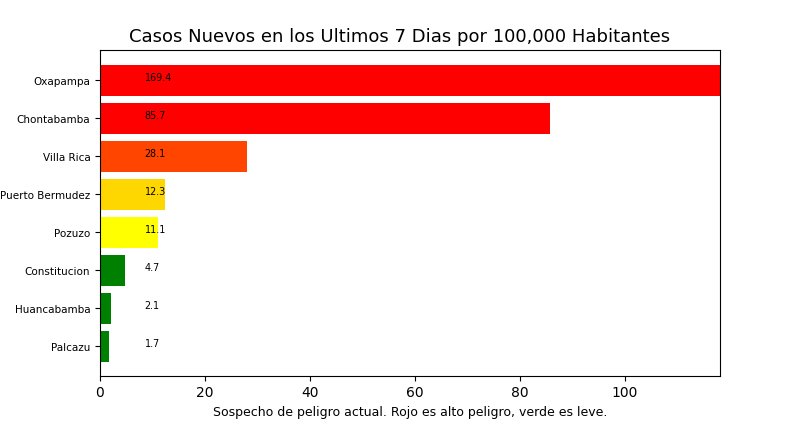 Casos Nuevos en los Ultimos 7 Dias por 100,000 Habitantes
Oxapampa 169.4
Chontabamba 85.7
Villa Rica 28.1
Puerto Bermudez 12.3
Pozuzo 11.1
Constitucion 4.7
Huancabamba 2.1
Palcazu 1.7
0 20 40 60 80 100
Sospecho de peligro actual. Rojo es alto peligro, verde es leve.